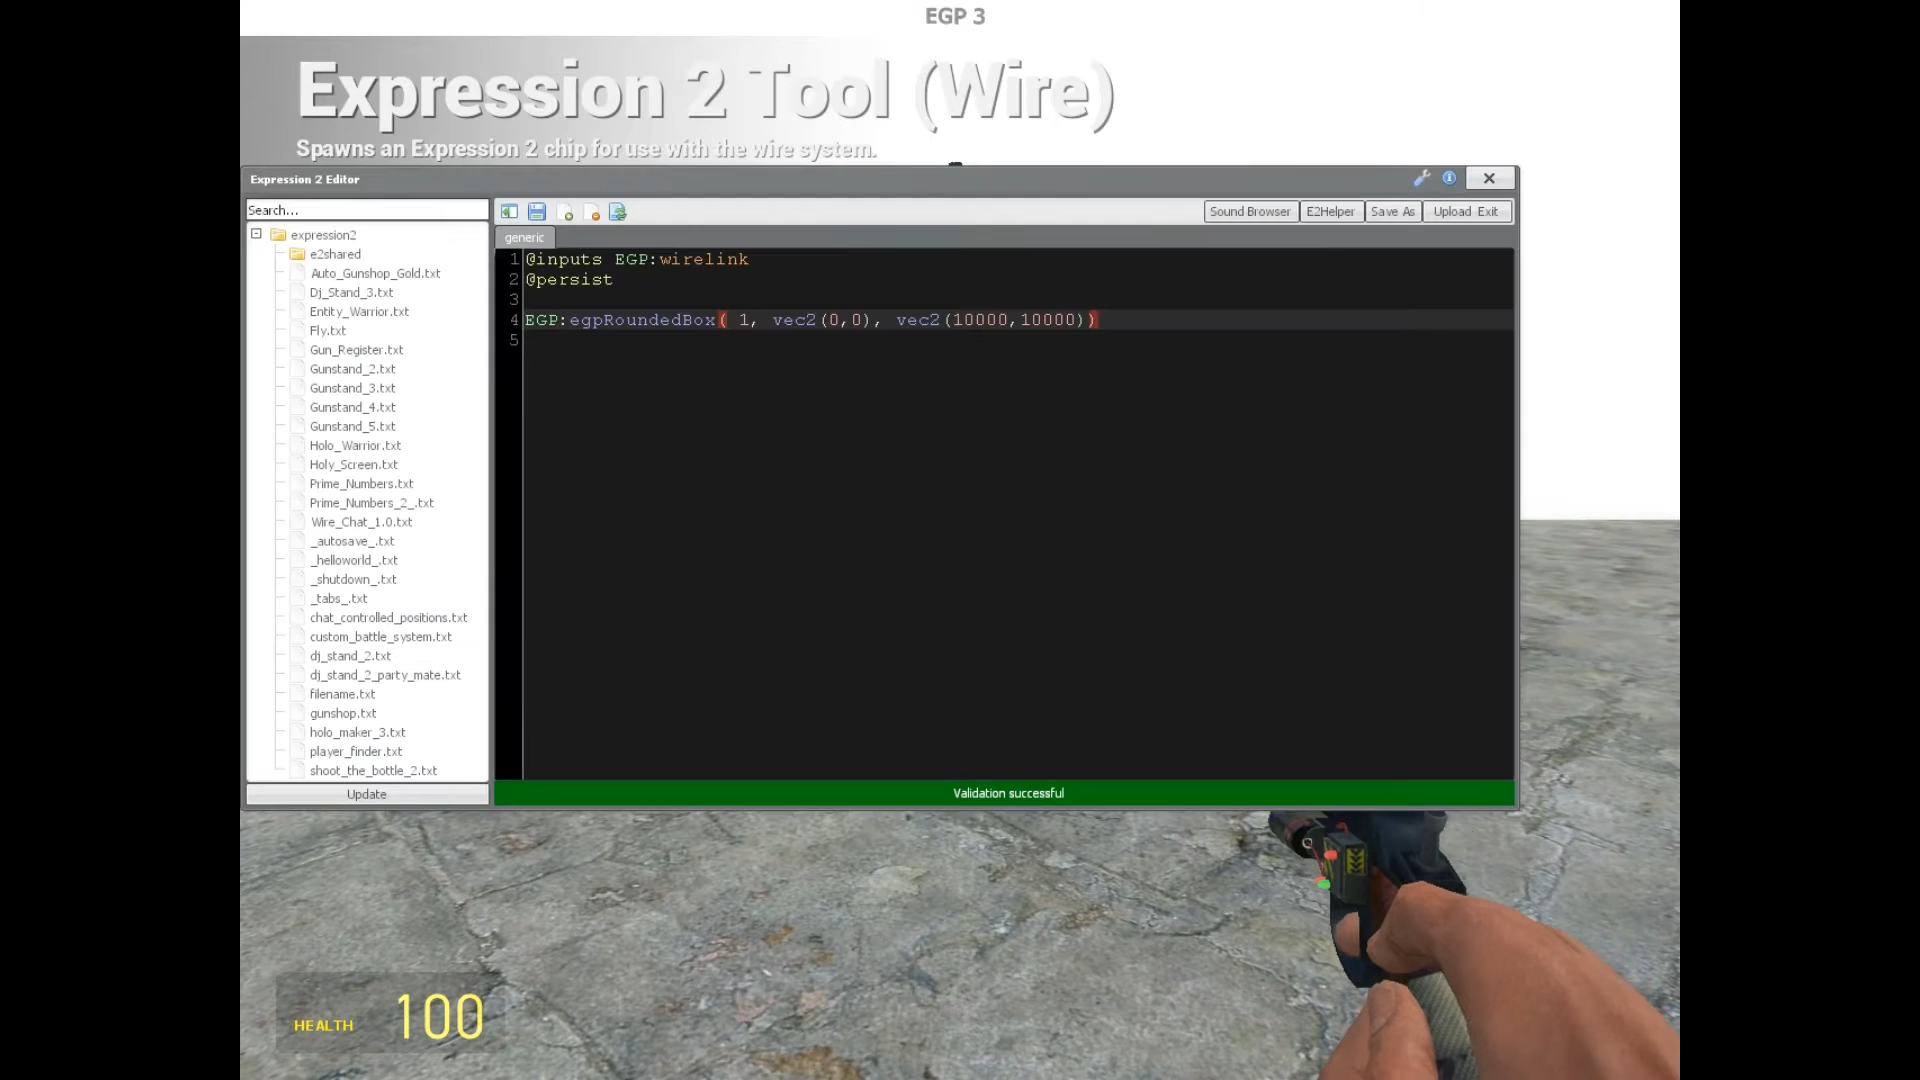 EGP 3
Expression 2 Tool (Wire)
Spawns an Expression 2 chip for use with the wire system.
Expression 2 Editor
Search...
Sound Browser E2Helper Save As Upload Exit
generic
expression2
e2shared
Auto_Gunshop_Gold.txt
Dj_Stand_3.txt
Entity_Warrior.txt
Fly.txt
Gun_Register.txt
Gunstand_2.txt
Gunstand_3.txt
Gunstand_4.txt
Gunstand_5.txt
Holo_Warrior.txt
Holy_Screen.txt
Prime_Numbers.txt
Prime_Numbers_2_.txt
Wire_Chat_1.0.txt
_autosave_.txt
_helloworld_.txt
_shutdown_.txt
_tabs_.txt
chat_controlled_positions.txt
custom_battle_system.txt
dj_stand_2.txt
dj_stand_2_party_mate.txt
filename.txt
gunshop.txt
holo_maker_3.txt
player_finder.txt
shoot_the_bottle_2.txt
Update
1 @inputs EGP:wirelink
2 @persist
3
4 EGP:egpRoundedBox( 1, vec2(0,0), vec2(10000,10000))
5
Validation successful
HEALTH 100